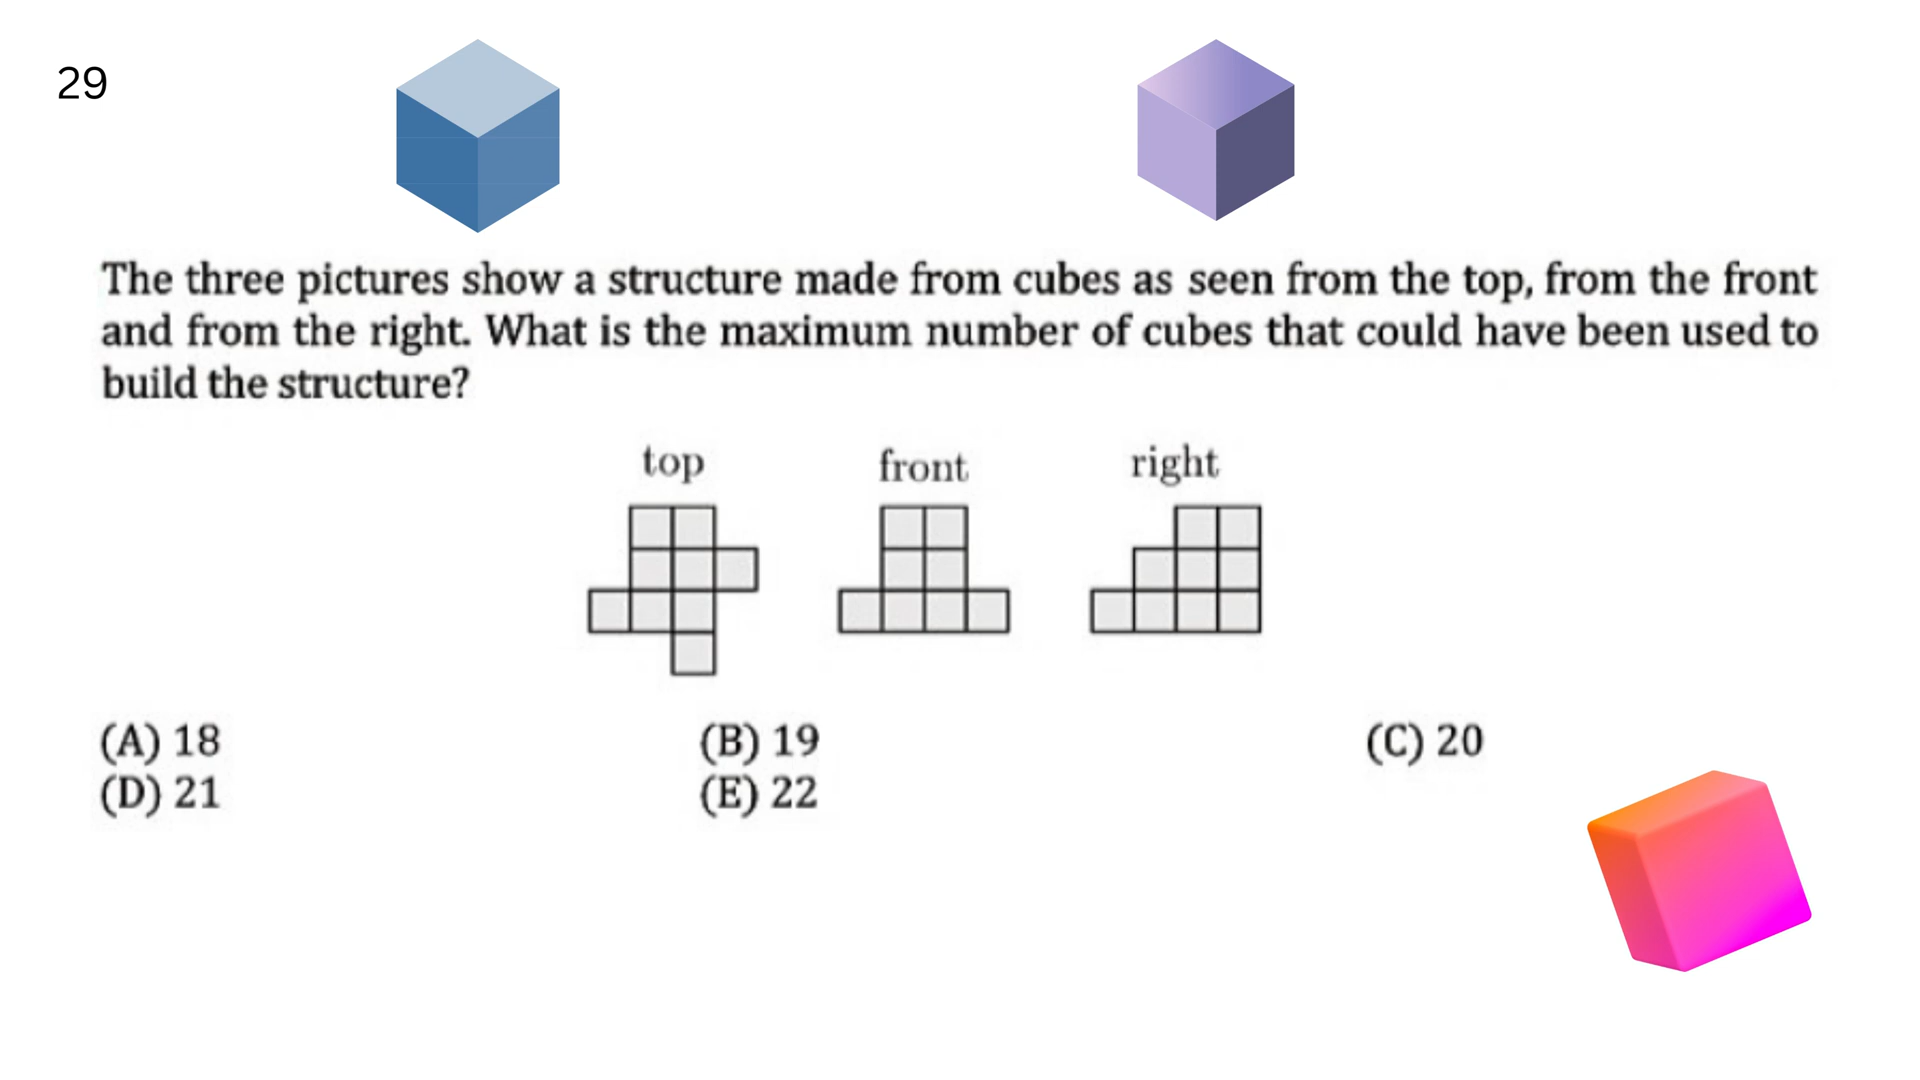 29
The three pictures show a structure made from cubes as seen from the top, from the front
and from the right. What is the maximum number of cubes that could have been used to
build the structure?
top front right
(A) 18 (B) 19 (C) 20
(D) 21 (E) 22